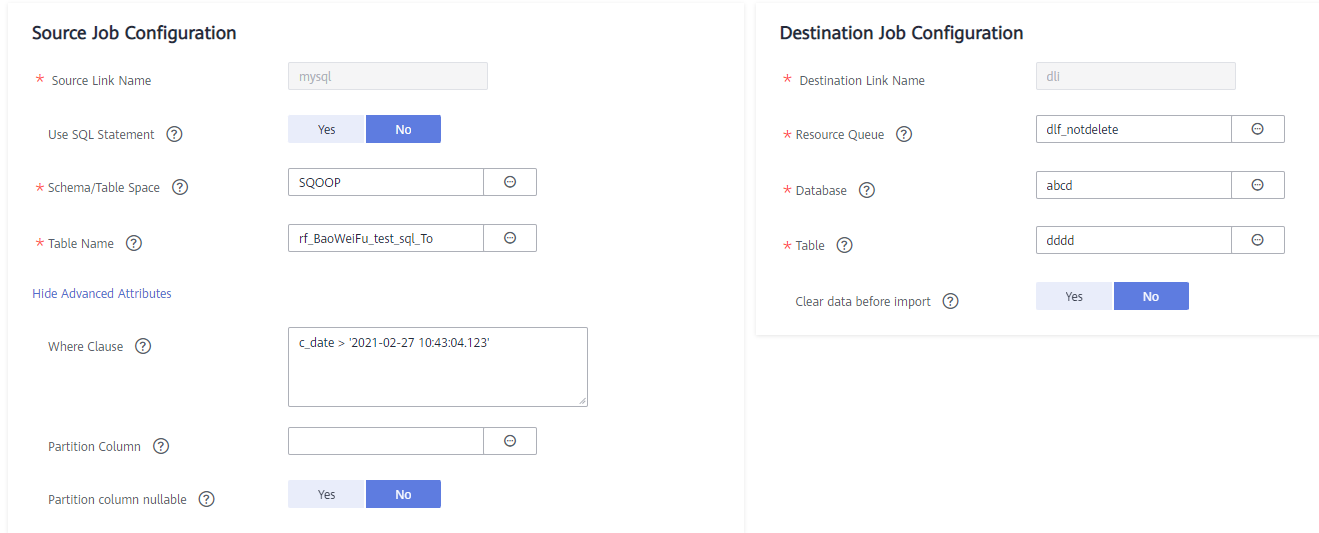 Source Job Configuration
* Source Link Name mysql
Use SQL Statement ? Yes No
* Schema/Table Space ? SQOOP
* Table Name ? rf_BaoWeiFu_test_sql_To
Hide Advanced Attributes
Where Clause ? c_date > '2021-02-27 10:43:04.123'
Partition Column ?
Partition column nullable ? Yes No
Destination Job Configuration
* Destination Link Name dli
* Resource Queue ? dlf_notdelete
* Database ? abcd
* Table ? dddd
Clear data before import ? Yes No